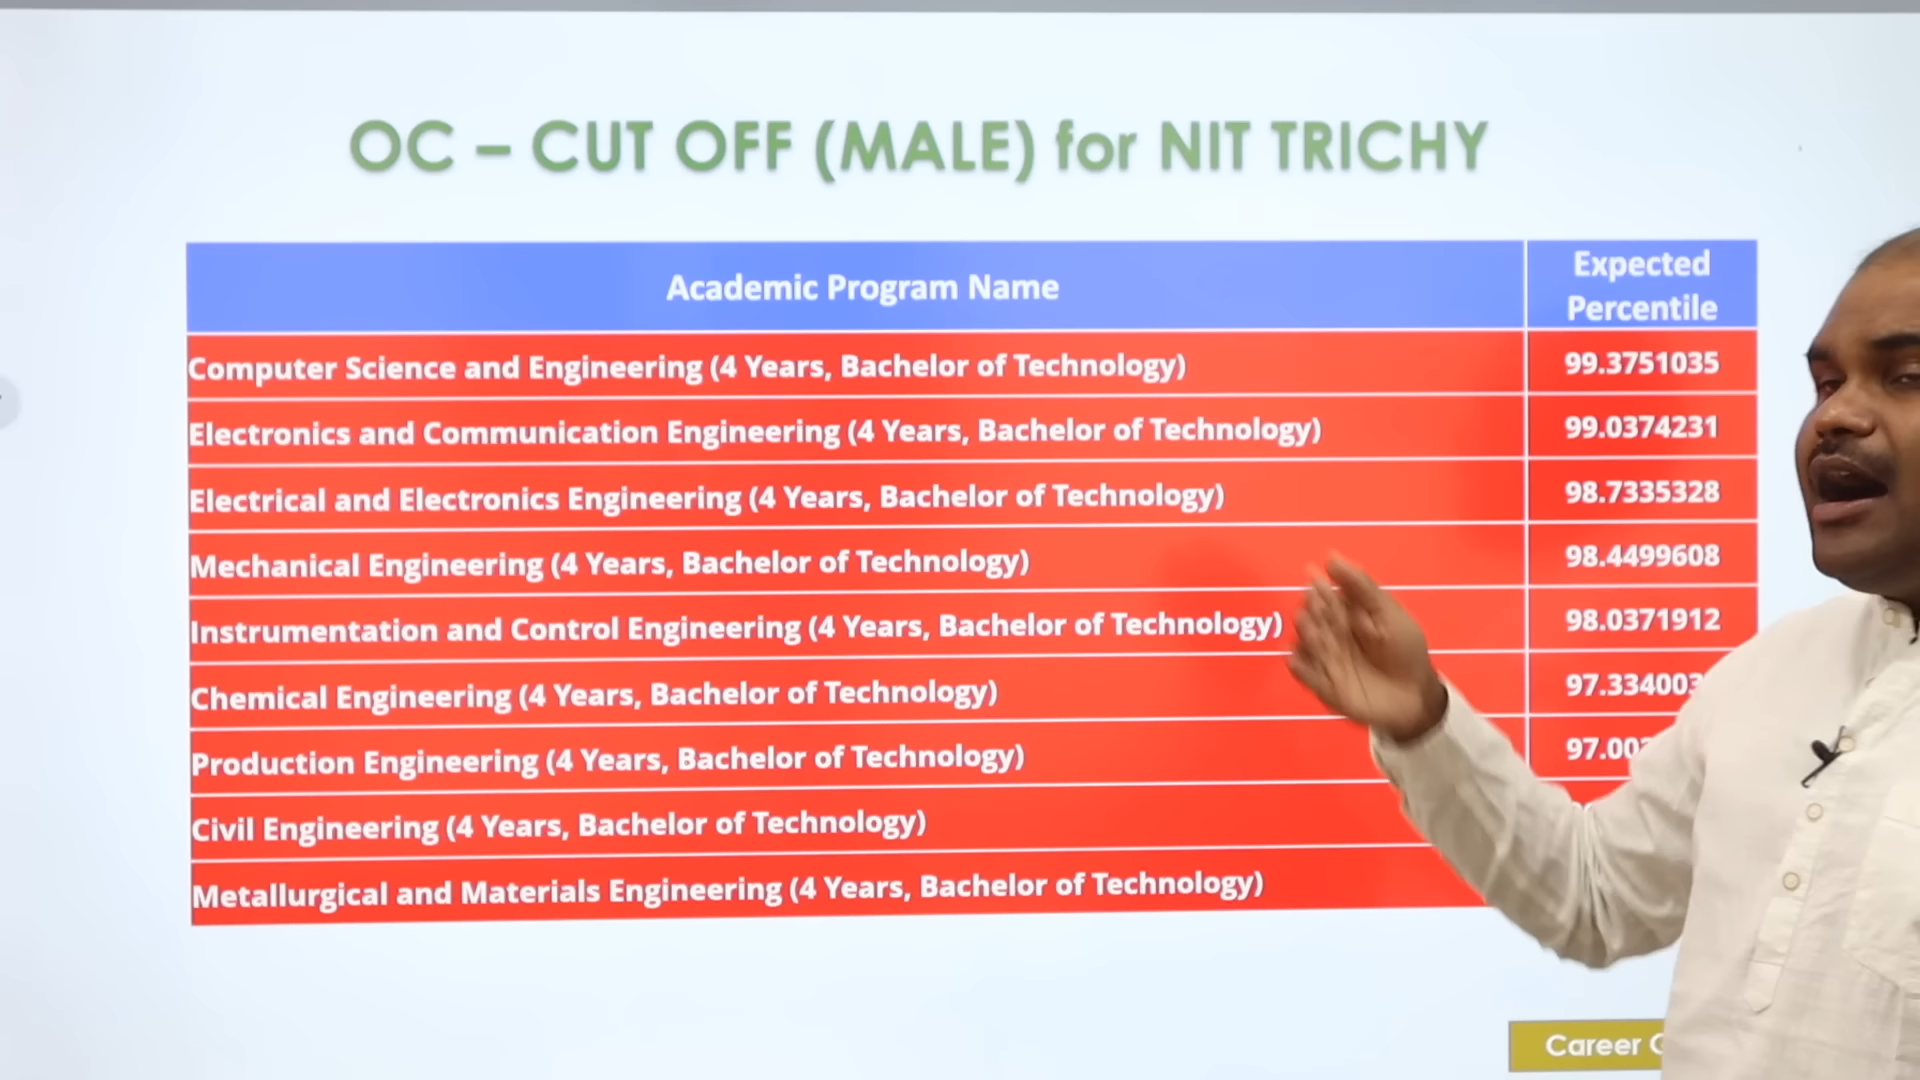 OC – CUT OFF (MALE) for NIT TRICHY
Academic Program Name
Expected
Percentile
Computer Science and Engineering (4 Years, Bachelor of Technology) 99.3751035
Electronics and Communication Engineering (4 Years, Bachelor of Technology) 99.0374231
Electrical and Electronics Engineering (4 Years, Bachelor of Technology) 98.7335328
Mechanical Engineering (4 Years, Bachelor of Technology) 98.4499608
Instrumentation and Control Engineering (4 Years, Bachelor of Technology) 98.0371912
Chemical Engineering (4 Years, Bachelor of Technology)
Production Engineering (4 Years, Bachelor of Technology)
Civil Engineering (4 Years, Bachelor of Technology)
Metallurgical and Materials Engineering (4 Years, Bachelor of Technology)
Career